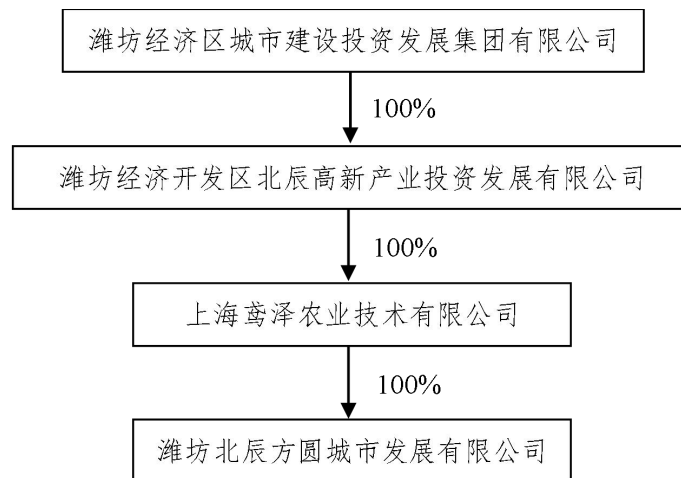 潍坊经济区城市建设投资发展集团有限公司
100%
潍坊经济开发区北辰高新产业投资发展有限公司
100%
上海鸢泽农业技术有限公司
100%
潍坊北辰方圆城市发展有限公司